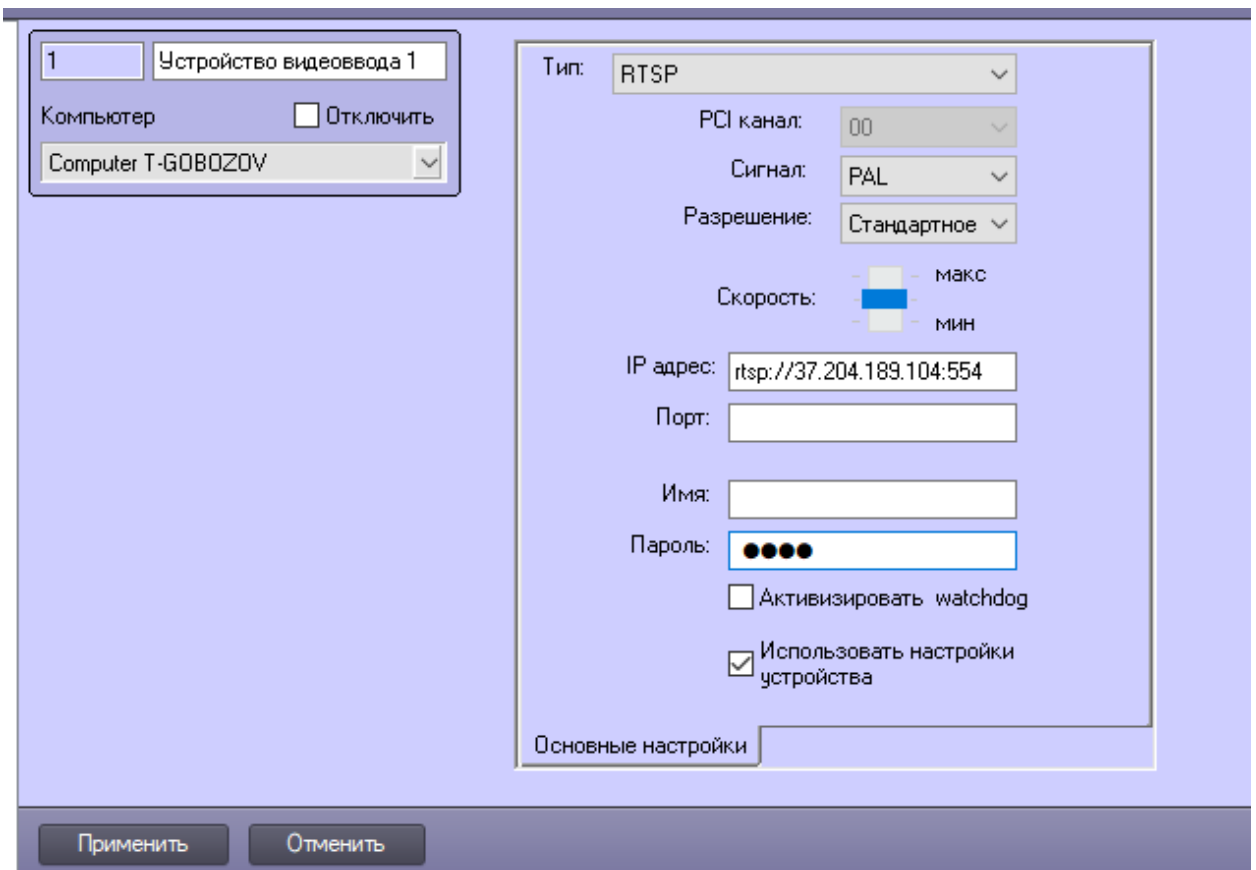 1
Устройство видеоввода 1
Компьютер
Отключить
Computer T-GOBOZOV
Тип:
RTSP
PCI канал:
00
Сигнал:
PAL
Разрешение:
Стандартное
Скорость:
макс
мин
IP адрес:
rtsp://37.204.189.104:554
Порт:
Имя:
Пароль:
●●●●
Активизировать watchdog
Использовать настройки
устройства
Основные настройки
Применить
Отменить